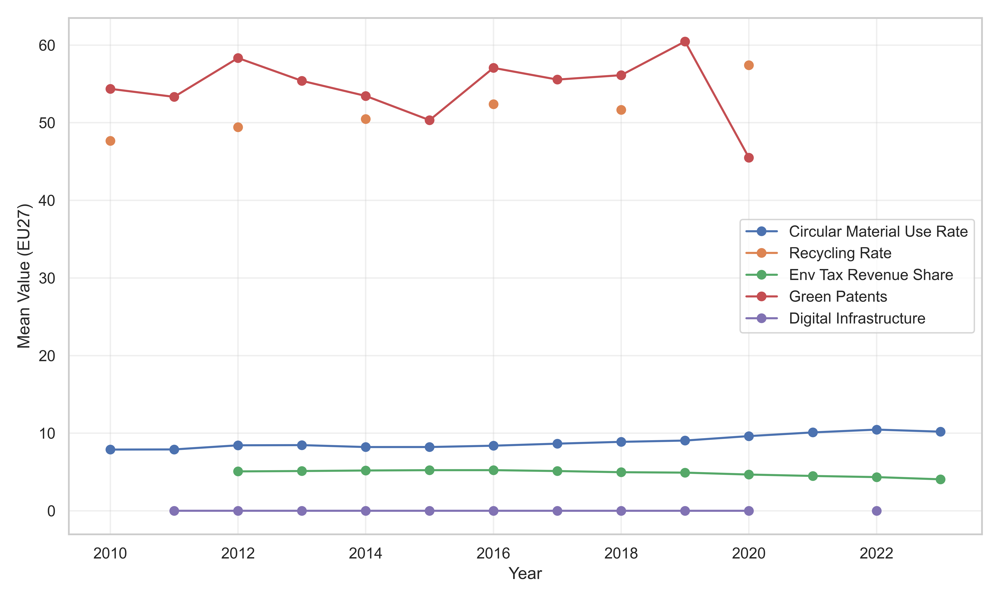 60
50
40
30
20
10
0
Mean Value (EU27)
Circular Material Use Rate
Recycling Rate
Env Tax Revenue Share
Green Patents
Digital Infrastructure
2010 2012 2014 2016 2018 2020 2022
Year